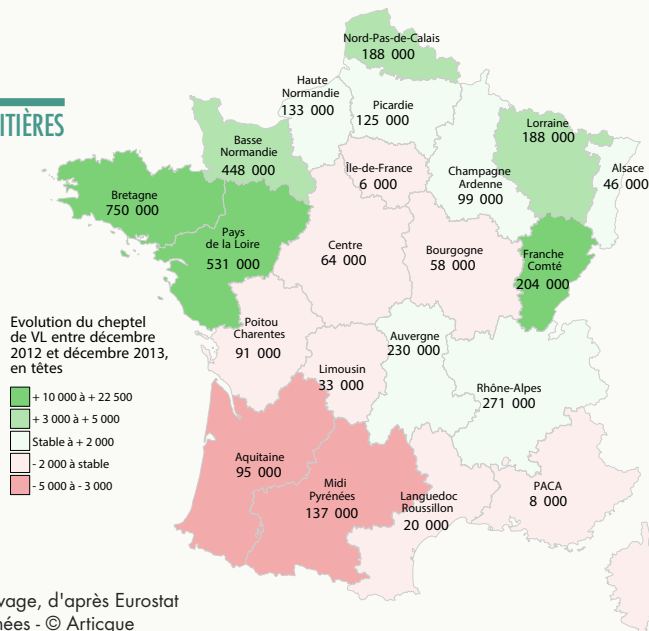 ITIÈRES
Nord-Pas-de-Calais
188 000
Haute
Normandie
133 000
Picardie
125 000
Lorraine
188 000
Basse
Normandie
448 000
Île-de-France
6 000
Champagne
Ardenne
99 000
Alsace
46 000
Bretagne
750 000
Pays
de la Loire
531 000
Centre
64 000
Bourgogne
58 000
Franche
Comté
204 000
Poitou
Charentes
91 000
Limousin
33 000
Auvergne
230 000
Rhône-Alpes
271 000
Aquitaine
95 000
Midi
Pyrénées
137 000
Languedoc
Roussillon
20 000
PACA
8 000
Evolution du cheptel
de VL entre décembre
2012 et décembre 2013,
en têtes
+ 10 000 à + 22 500
+ 3 000 à + 5 000
Stable à + 2 000
- 2 000 à stable
- 5 000 à - 3 000
vage, d'après Eurostat
nées - © Articque